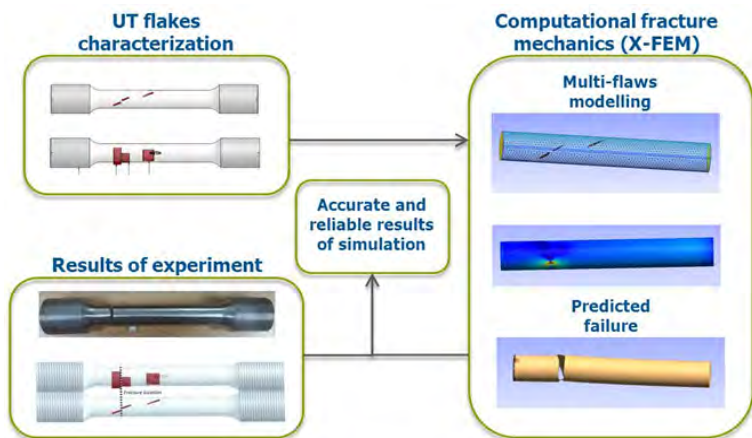 UT flakes
characterization
Computational fracture
mechanics (X-FEM)
Multi-flaws
modelling
Accurate and
reliable results
of simulation
Results of experiment
Predicted
failure